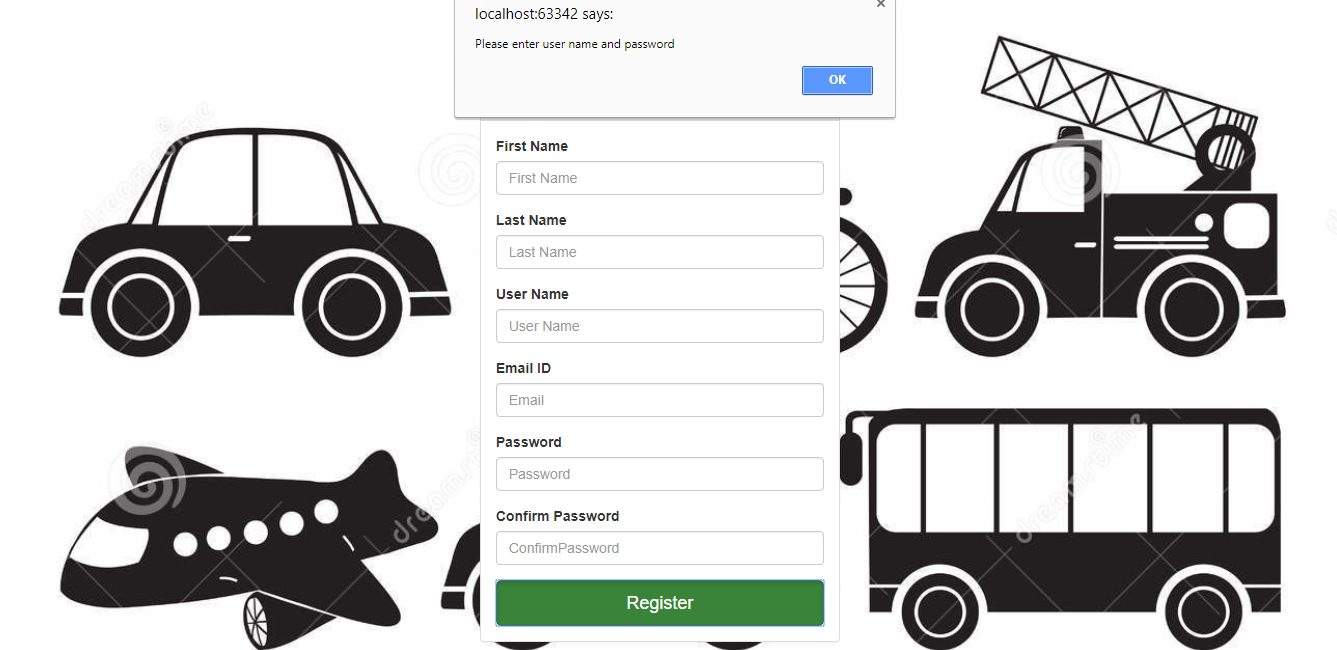 localhost:63342 says:
Please enter user name and password
OK
First Name
First Name
Last Name
Last Name
User Name
User Name
Email ID
Email
Password
Password
Confirm Password
ConfirmPassword
Register
dreamstime
dreamstime
dreamstime